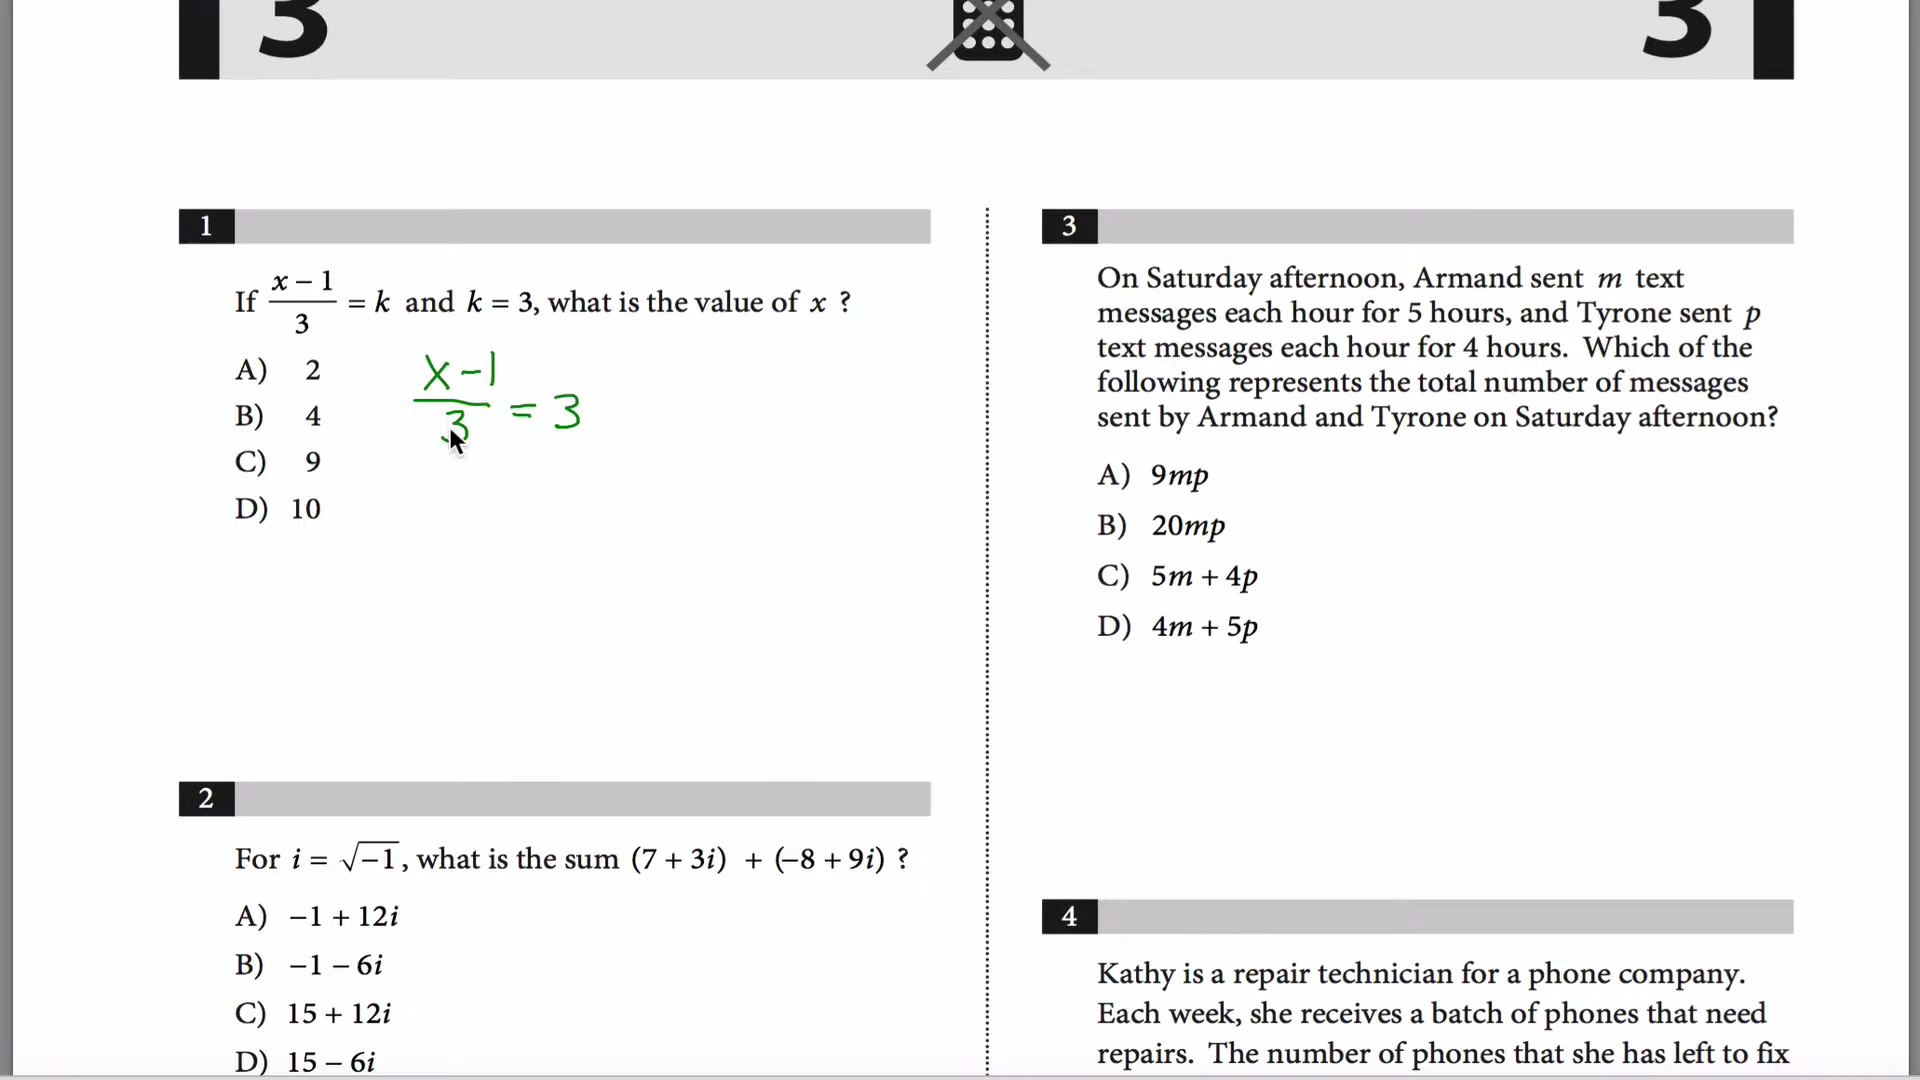 3 3
1
If x − 1 / 3 = k and k = 3, what is the value of x ?
A) 2
B) 4
C) 9
D) 10
x − 1 / 3 = 3
2
For i = √−1, what is the sum (7 + 3i) + (−8 + 9i) ?
A) −1 + 12i
B) −1 − 6i
C) 15 + 12i
D) 15 − 6i
3
On Saturday afternoon, Armand sent m text
messages each hour for 5 hours, and Tyrone sent p
text messages each hour for 4 hours. Which of the
following represents the total number of messages
sent by Armand and Tyrone on Saturday afternoon?
A) 9mp
B) 20mp
C) 5m + 4p
D) 4m + 5p
4
Kathy is a repair technician for a phone company.
Each week, she receives a batch of phones that need
repairs. The number of phones that she has left to fix